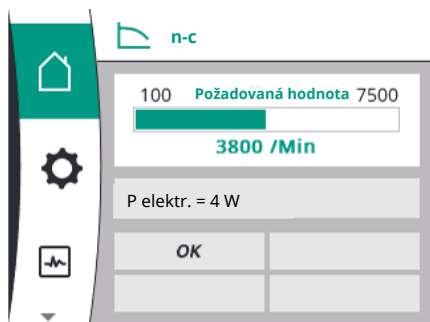 n-c
100 Požadovaná hodnota 7500
3800 /Min
P elektr. = 4 W
OK